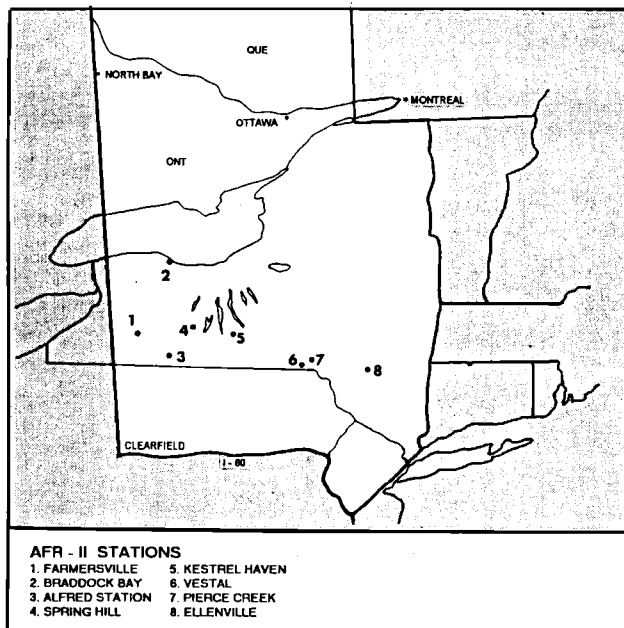 QUE
NORTH BAY
MONTREAL
OTTAWA
ONT
2
1
4
5
3
6
7
8
CLEARFIELD
I - 80
AFR - II STATIONS
1. FARMERSVILLE 5. KESTREL HAVEN
2. BRADDOCK BAY 6. VESTAL
3. ALFRED STATION 7. PIERCE CREEK
4. SPRING HILL 8. ELLENVILLE